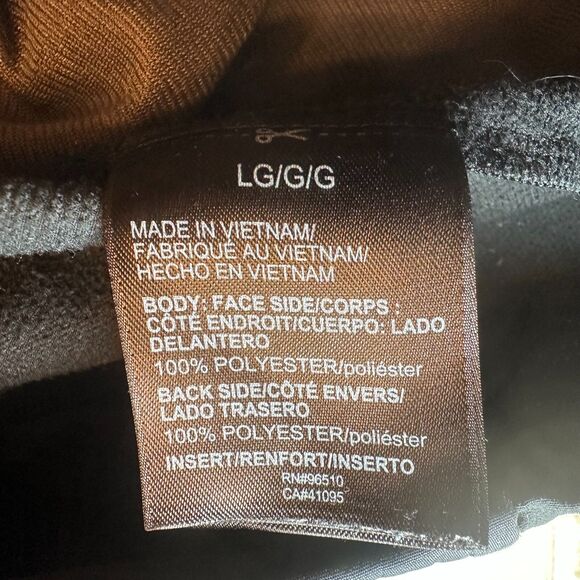 LG/G/G
MADE IN VIETNAM/
FABRIQUÉ AU VIETNAM/
HECHO EN VIETNAM
BODY: FACE SIDE/CORPS :
CÔTÉ ENDROIT/CUERPO: LADO
DELANTERO
100% POLYESTER/poliéster
BACK SIDE/CÔTÉ ENVERS/
LADO TRASERO
100% POLYESTER/poliéster
INSERT/RENFORT/INSERTO
RN#96510
CA#41095